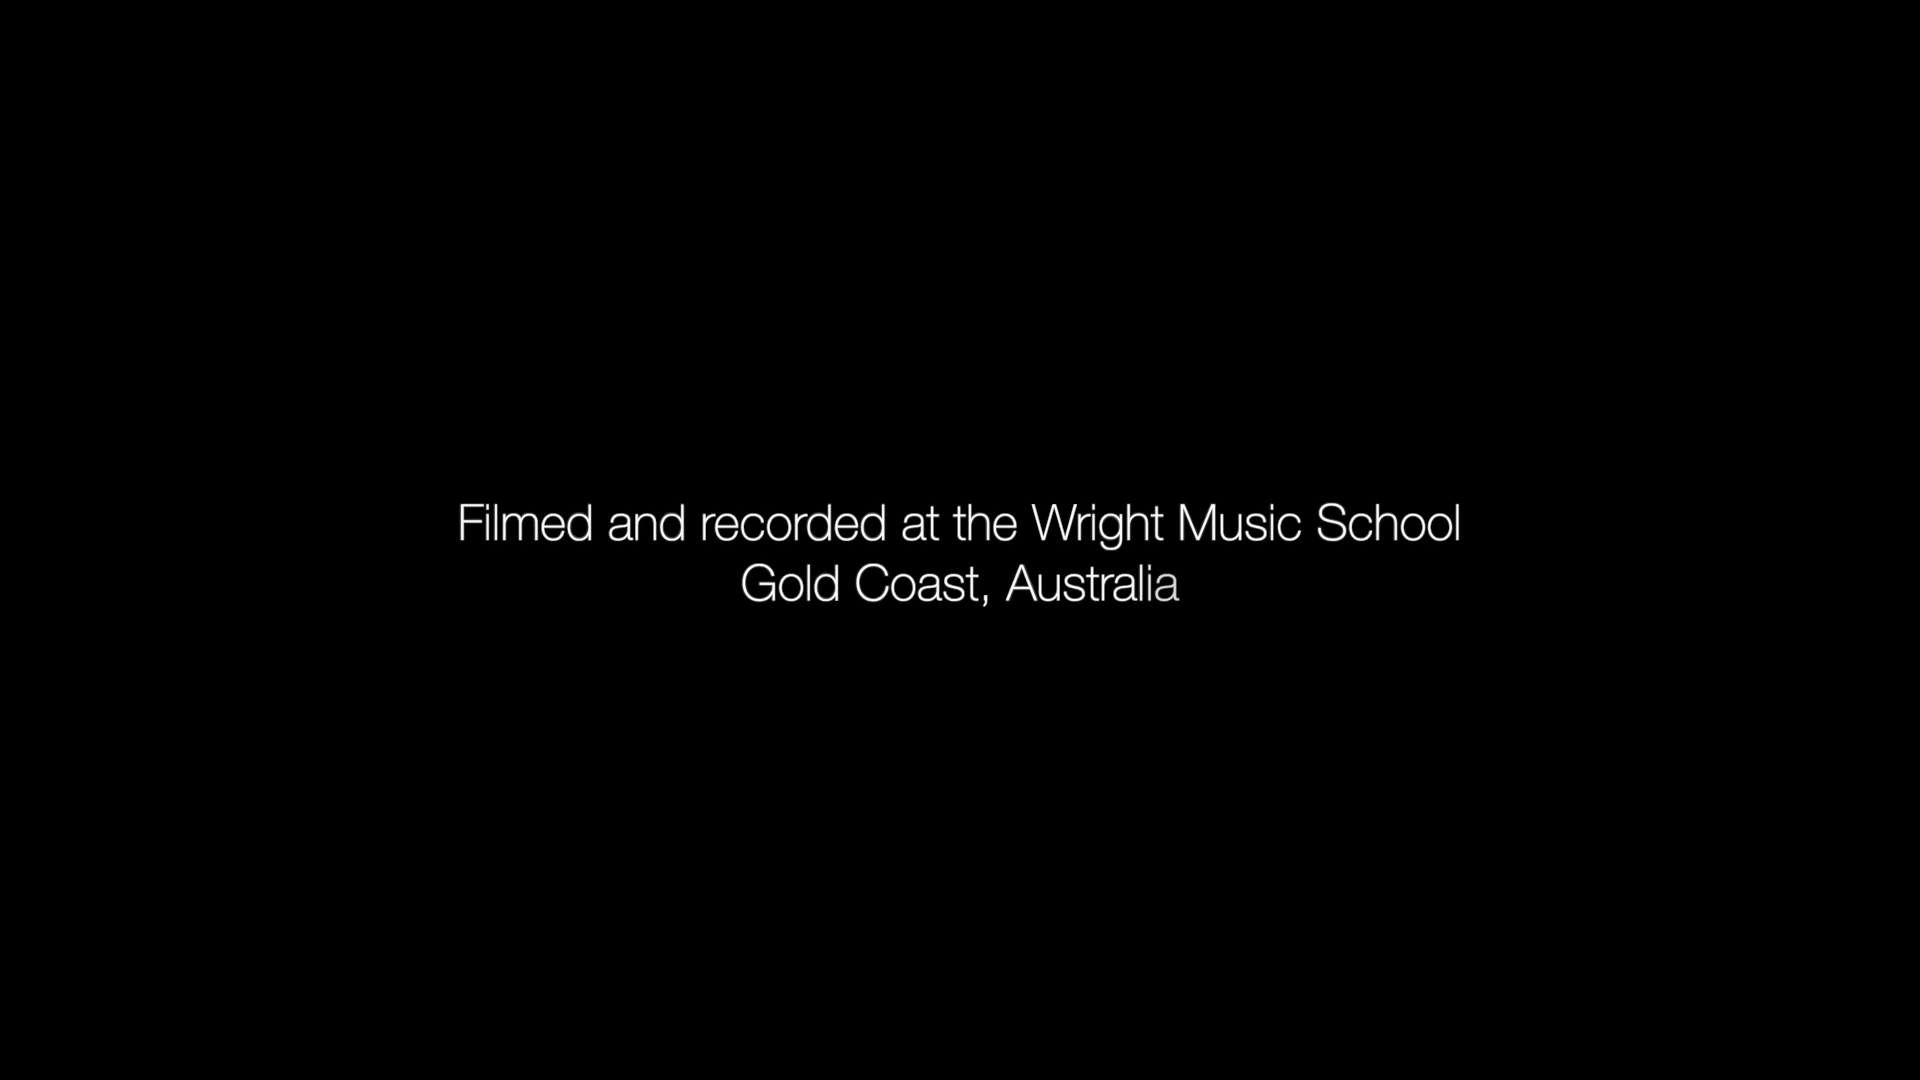 Filmed and recorded at the Wright Music School
Gold Coast, Australia